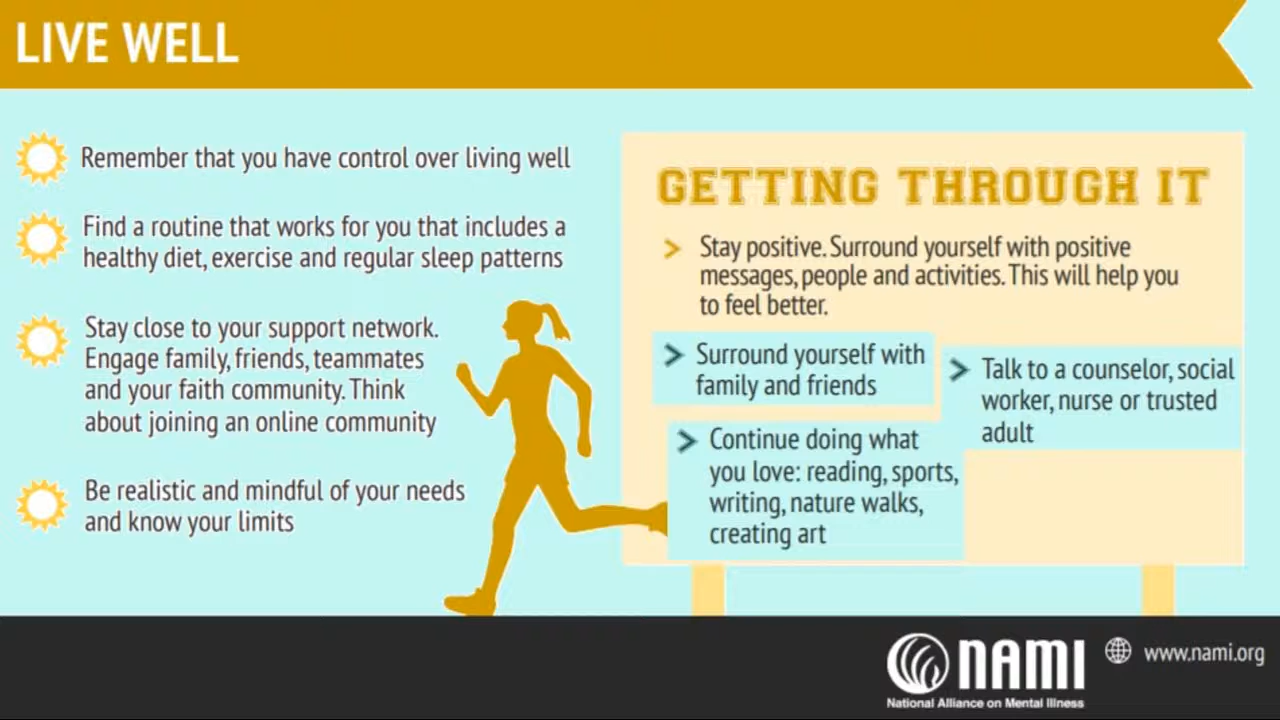 LIVE WELL
Remember that you have control over living well
Find a routine that works for you that includes a
healthy diet, exercise and regular sleep patterns
Stay close to your support network.
Engage family, friends, teammates
and your faith community. Think
about joining an online community
Be realistic and mindful of your needs
and know your limits
GETTING THROUGH IT
Stay positive. Surround yourself with positive
messages, people and activities. This will help you
to feel better.
Surround yourself with
family and friends
Talk to a counselor, social
worker, nurse or trusted
adult
Continue doing what
you love: reading, sports,
writing, nature walks,
creating art
NAMI
National Alliance on Mental Illness
www.nami.org